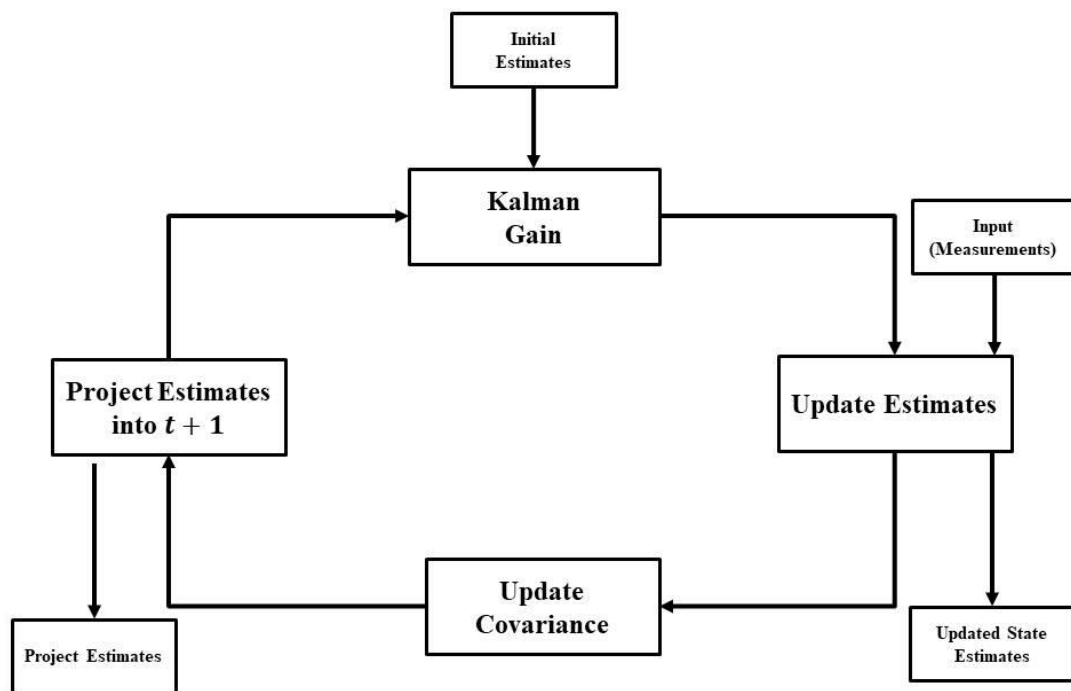 Initial
Estimates
Kalman
Gain
Input
(Measurements)
Project Estimates
into t + 1
Update Estimates
Update
Covariance
Project Estimates
Updated State
Estimates